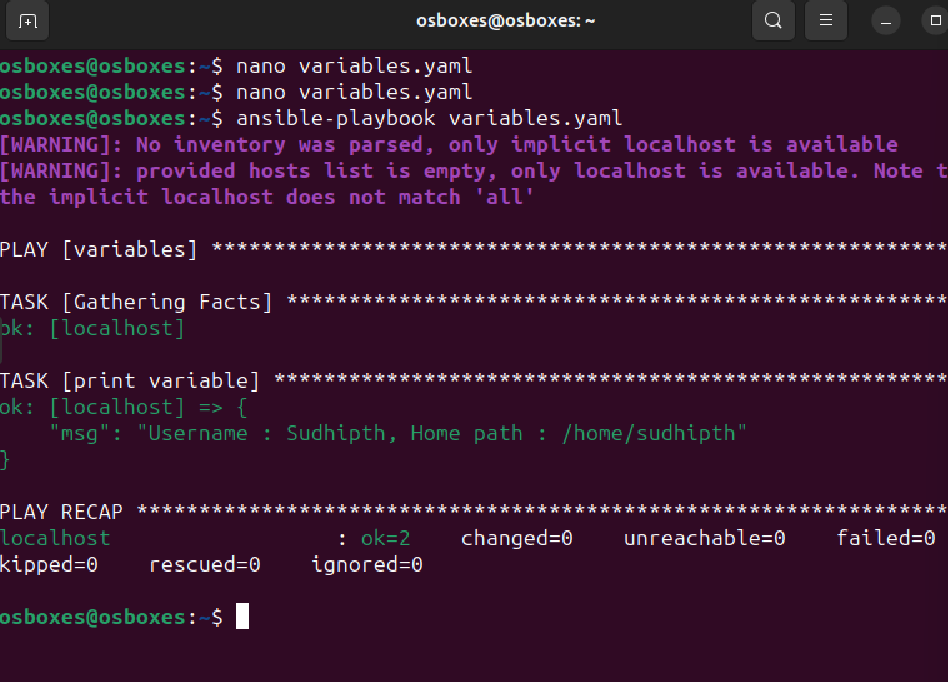 osboxes@osboxes: ~
osboxes@osboxes:~$ nano variables.yaml
osboxes@osboxes:~$ nano variables.yaml
osboxes@osboxes:~$ ansible-playbook variables.yaml
[WARNING]: No inventory was parsed, only implicit localhost is available
[WARNING]: provided hosts list is empty, only localhost is available. Note t
the implicit localhost does not match 'all'
PLAY [variables] ***********************************************************
TASK [Gathering Facts] *****************************************************
ok: [localhost]
TASK [print variable] ******************************************************
ok: [localhost] => {
    "msg": "Username : Sudhipth, Home path : /home/sudhipth"
}
PLAY RECAP *****************************************************************
localhost                  : ok=2    changed=0    unreachable=0    failed=0
kipped=0    rescued=0    ignored=0
osboxes@osboxes:~$